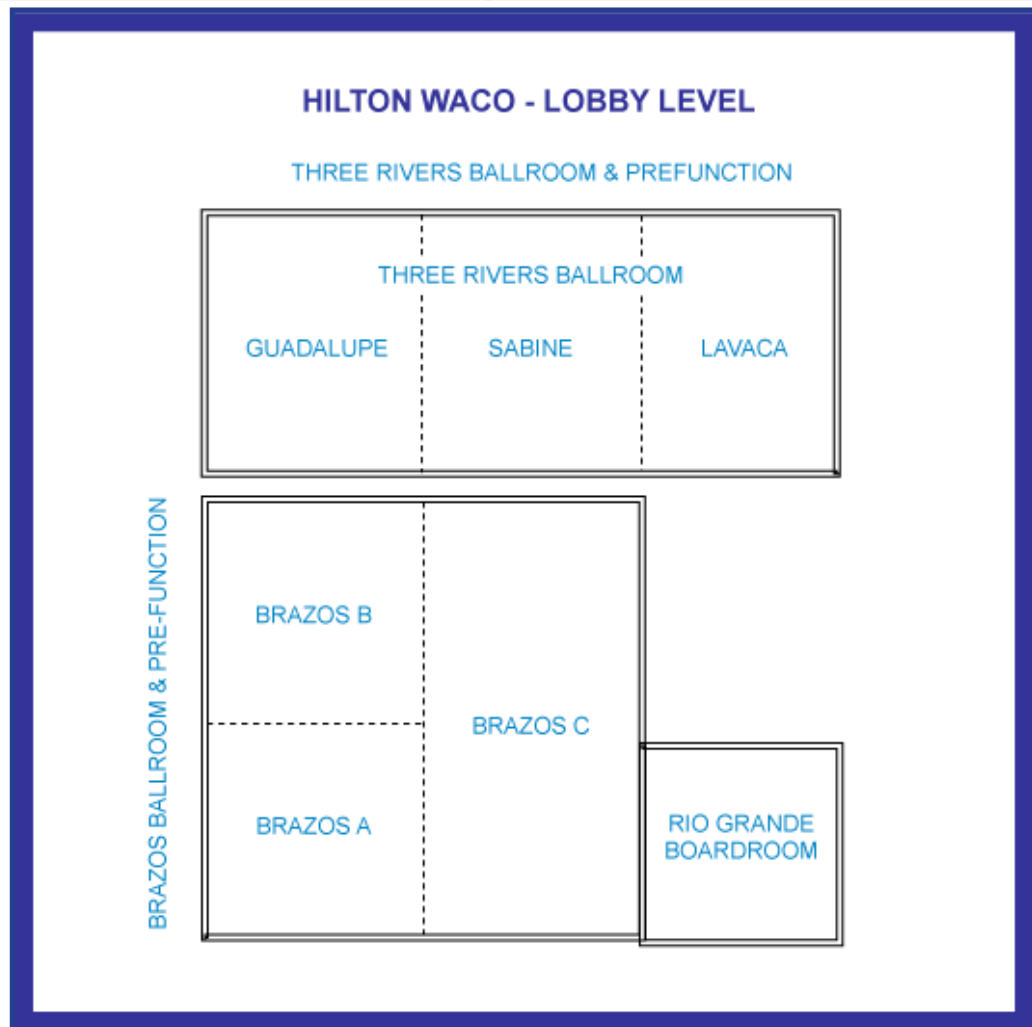 HILTON WACO - LOBBY LEVEL
THREE RIVERS BALLROOM & PREFUNCTION
THREE RIVERS BALLROOM
GUADALUPE
SABINE
LAVACA
BRAZOS BALLROOM & PRE-FUNCTION
BRAZOS B
BRAZOS C
BRAZOS A
RIO GRANDE
BOARDROOM